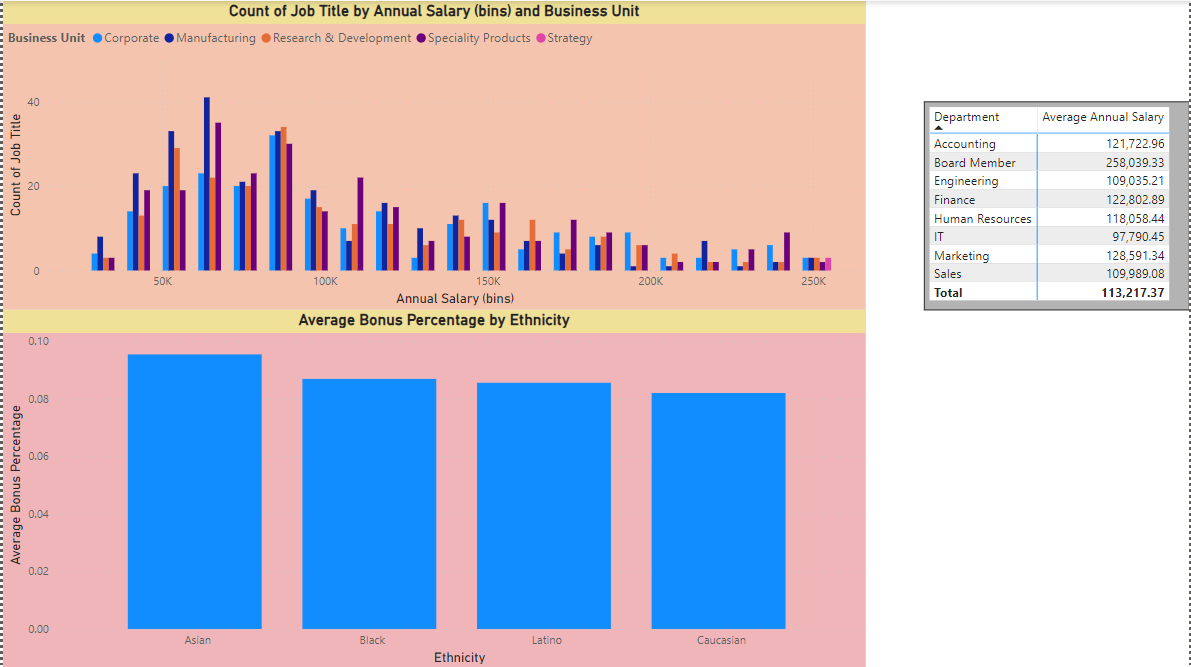 Count of Job Title by Annual Salary (bins) and Business Unit
Business Unit Corporate Manufacturing Research & Development Speciality Products Strategy
Count of Job Title
40
20
0
50K 100K 150K 200K 250K
Annual Salary (bins)
Average Bonus Percentage by Ethnicity
Average Bonus Percentage
0.10
0.08
0.06
0.04
0.02
0.00
Asian Black Latino Caucasian
Ethnicity
Department Average Annual Salary
Accounting 121,722.96
Board Member 258,039.33
Engineering 109,035.21
Finance 122,802.89
Human Resources 118,058.44
IT 97,790.45
Marketing 128,591.34
Sales 109,989.08
Total 113,217.37